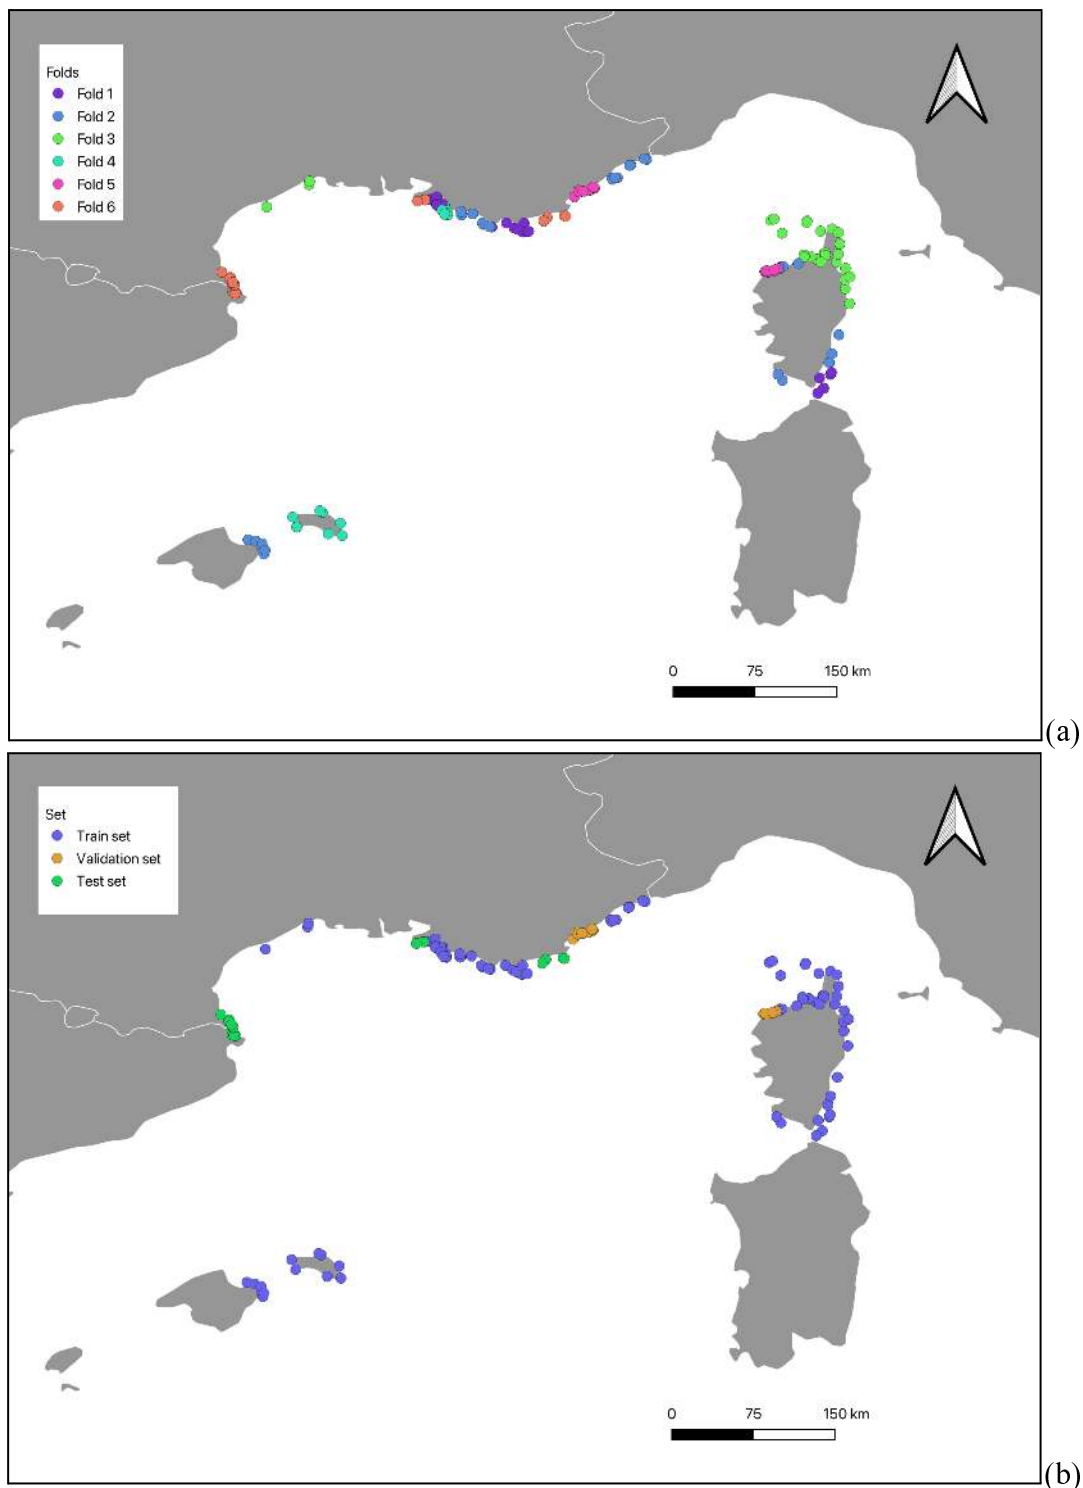 Folds
Fold 1
Fold 2
Fold 3
Fold 4
Fold 5
Fold 6
0 75 150 km
(a)
Set
Train set
Validation set
Test set
0 75 150 km
(b)